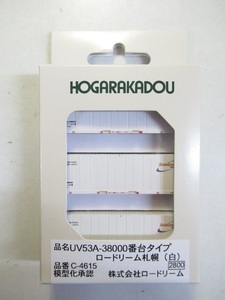 HOGARAKADOU
品名UV53A-38000番台タイプ
ロードリーム札幌（白）
品番C-4615 2800
模型化承認 株式会社ロードリーム